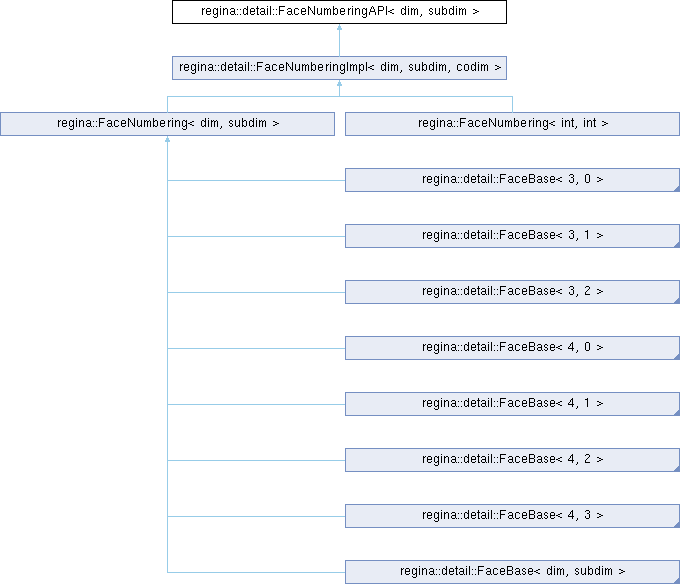 regina::detail::FaceNumberingAPI< dim, subdim >
regina::detail::FaceNumberingImpl< dim, subdim, codim >
regina::FaceNumbering< dim, subdim >
regina::FaceNumbering< int, int >
regina::detail::FaceBase< 3, 0 >
regina::detail::FaceBase< 3, 1 >
regina::detail::FaceBase< 3, 2 >
regina::detail::FaceBase< 4, 0 >
regina::detail::FaceBase< 4, 1 >
regina::detail::FaceBase< 4, 2 >
regina::detail::FaceBase< 4, 3 >
regina::detail::FaceBase< dim, subdim >